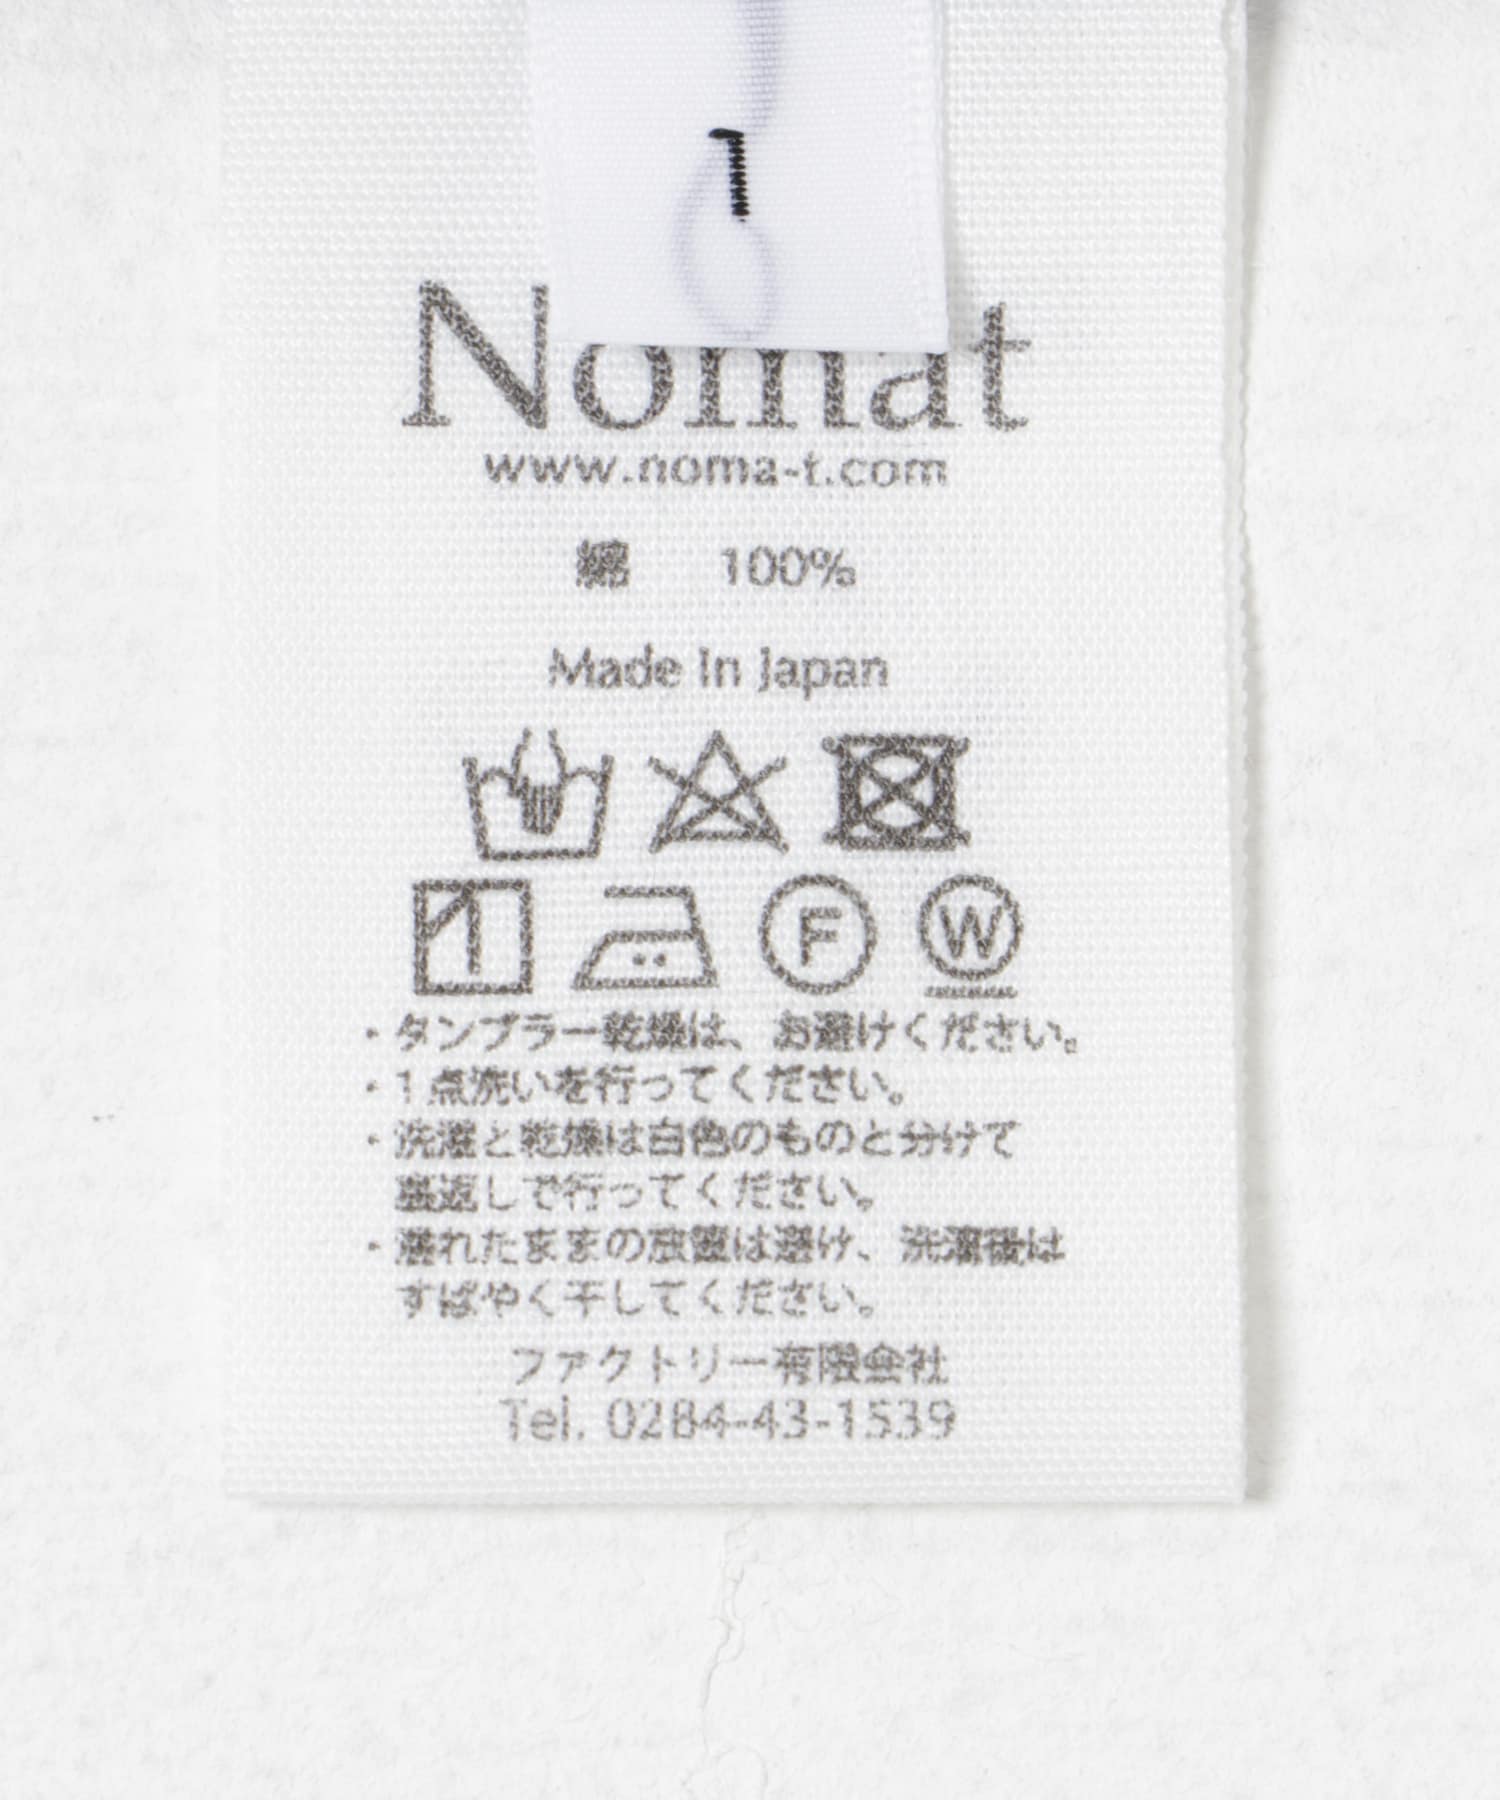 1
Nomat
www.noma-t.com
綿 100%
Made In Japan
F W
・タンブラー乾燥は、お避けください。
・1点洗いを行ってください。
・洗濯と乾燥は白色のものと分けて
裏返しで行ってください。
・濡れたままの放置は避け、洗濯後は
すばやく干してください。
ファクトリー有限会社
Tel. 0284-43-1539